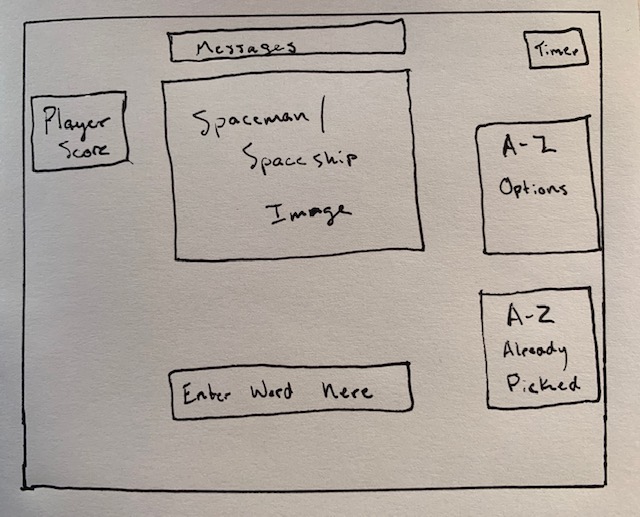 Messages
Timer
Player
Score
Spaceman/
Spaceship
Image
A-Z
Options
A-Z
Already
Picked
Enter Word Here